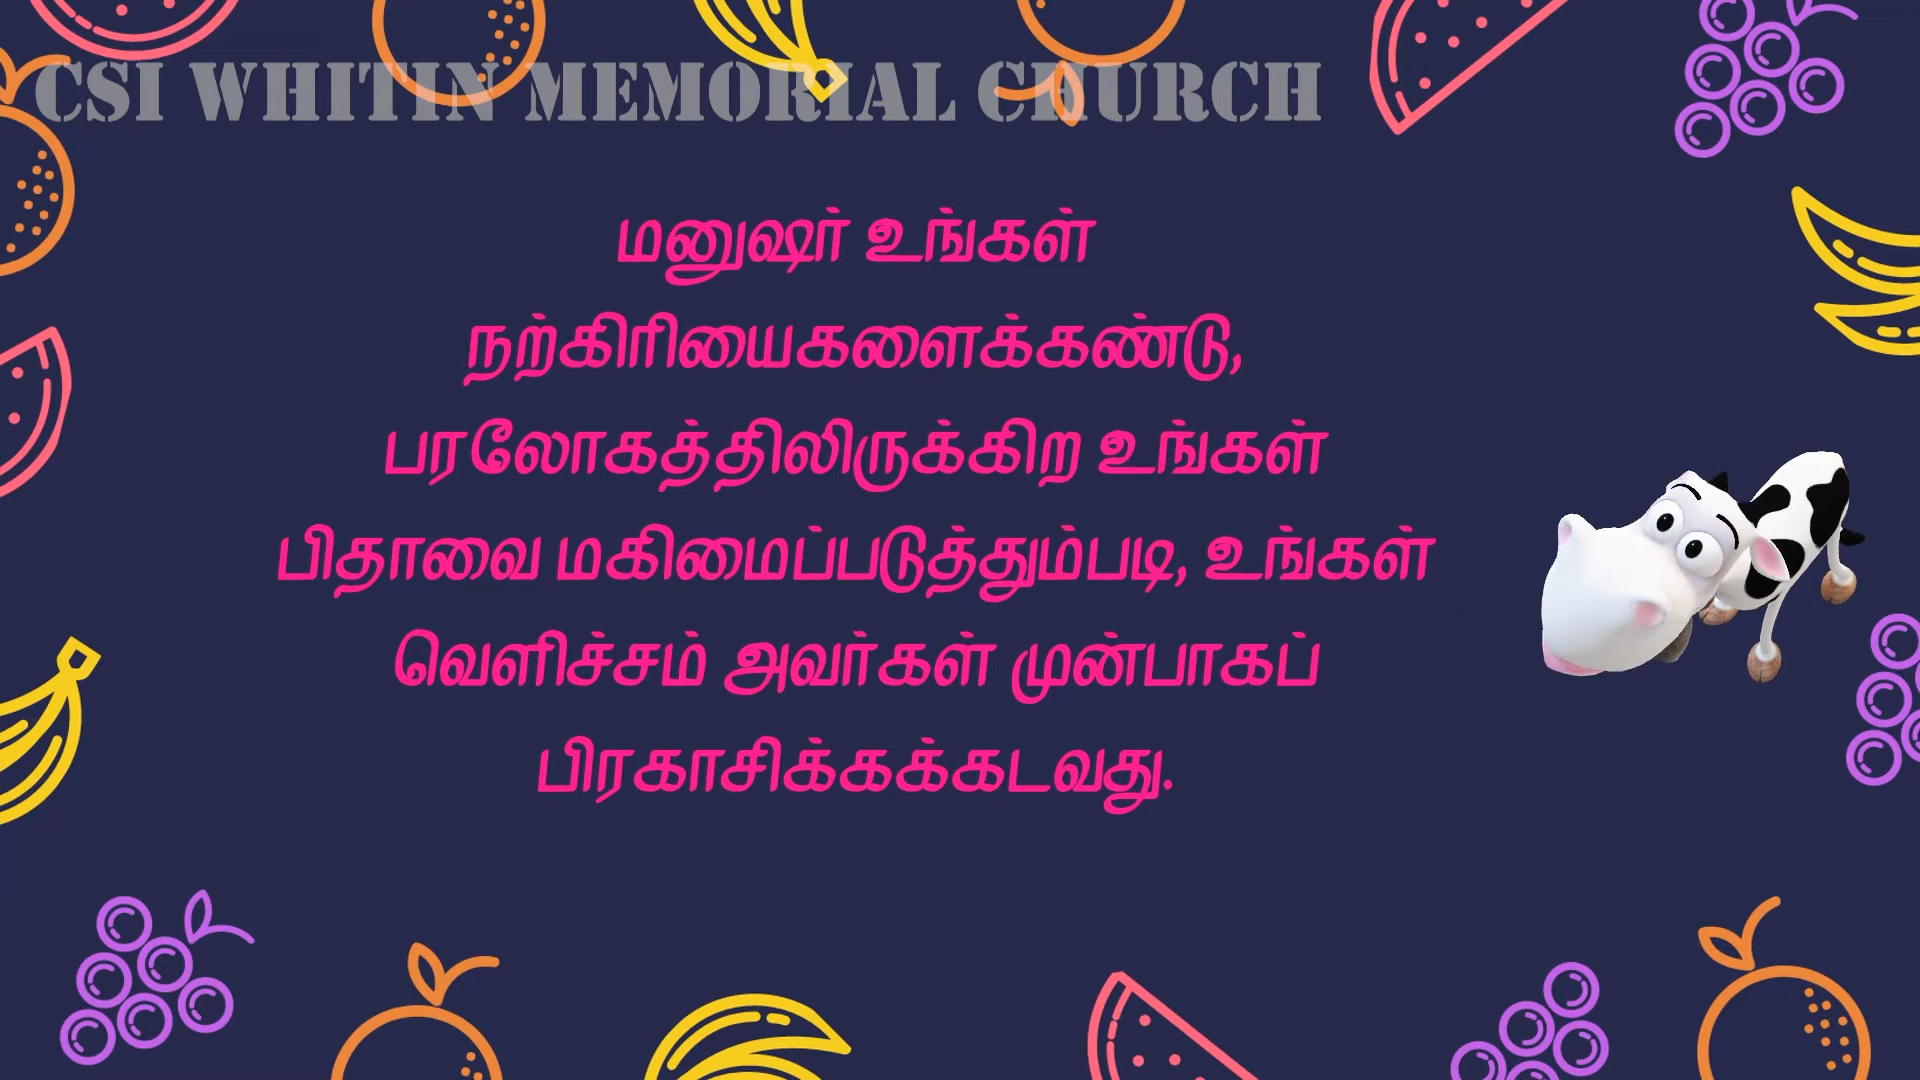 CSI WHITIN MEMORIAL CHURCH
மனுஷர் உங்கள்
நற்கிரியைகளைக்கண்டு,
பரலோகத்திலிருக்கிற உங்கள்
பிதாவை மகிமைப்படுத்தும்படி, உங்கள்
வெளிச்சம் அவர்கள் முன்பாகப்
பிரகாசிக்கக்கடவது.